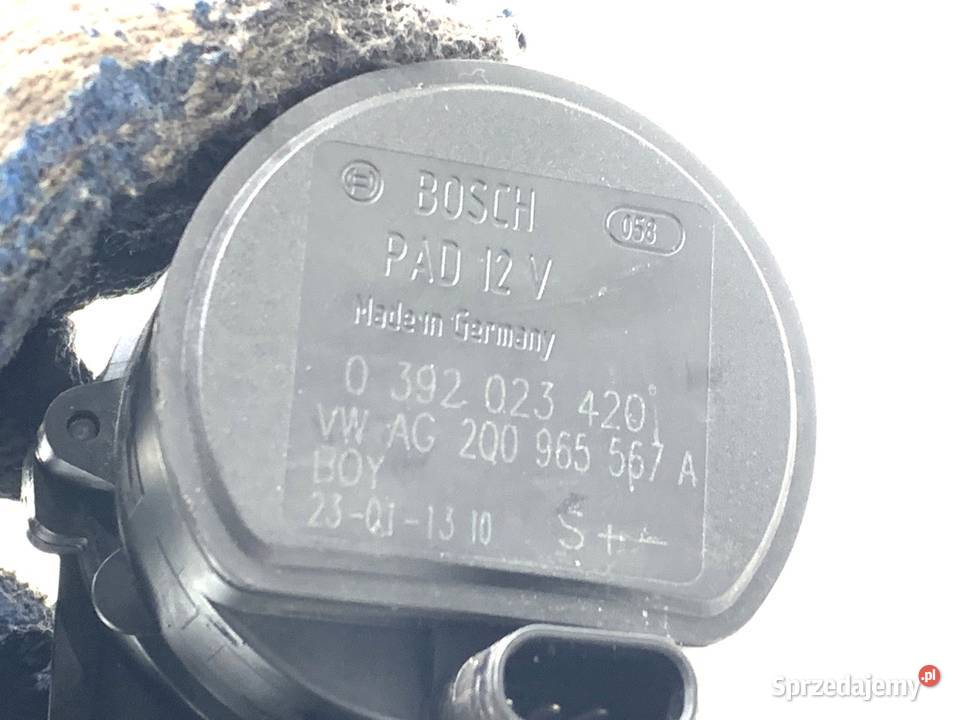 BOSCH 058
PAD 12 V
Made in Germany
0 392 023 420
VW AG 2Q0 965 567 A
BOY
23-01-13 10 S + -
Sprzedajemy .pl